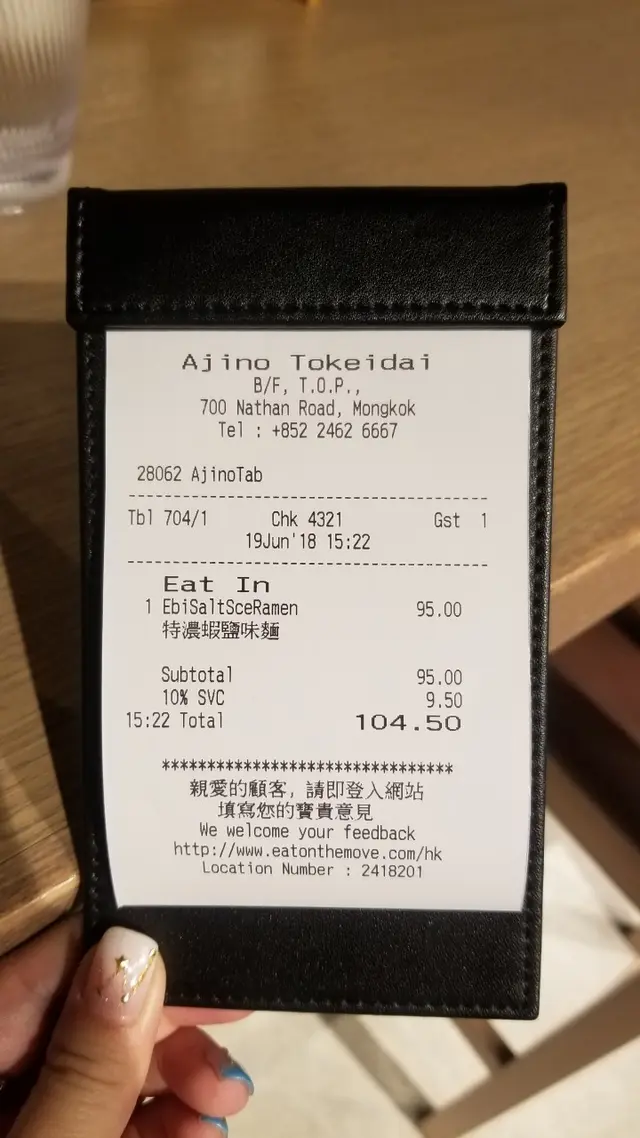 Ajino Tokeidai
B/F, T.O.P.,
700 Nathan Road, Mongkok
Tel : +852 2462 6667
28062 AjinoTab
--------------------------------
Tbl 704/1 Chk 4321 Gst 1
19Jun'18 15:22
--------------------------------
Eat In
1 EbiSaltSceRamen 95.00
特濃蝦鹽味麵
Subtotal 95.00
10% SVC 9.50
15:22 Total 104.50
********************************
親愛的顧客, 請即登入網站
填寫您的寶貴意見
We welcome your feedback
http://www.eatonthemove.com/hk
Location Number : 2418201